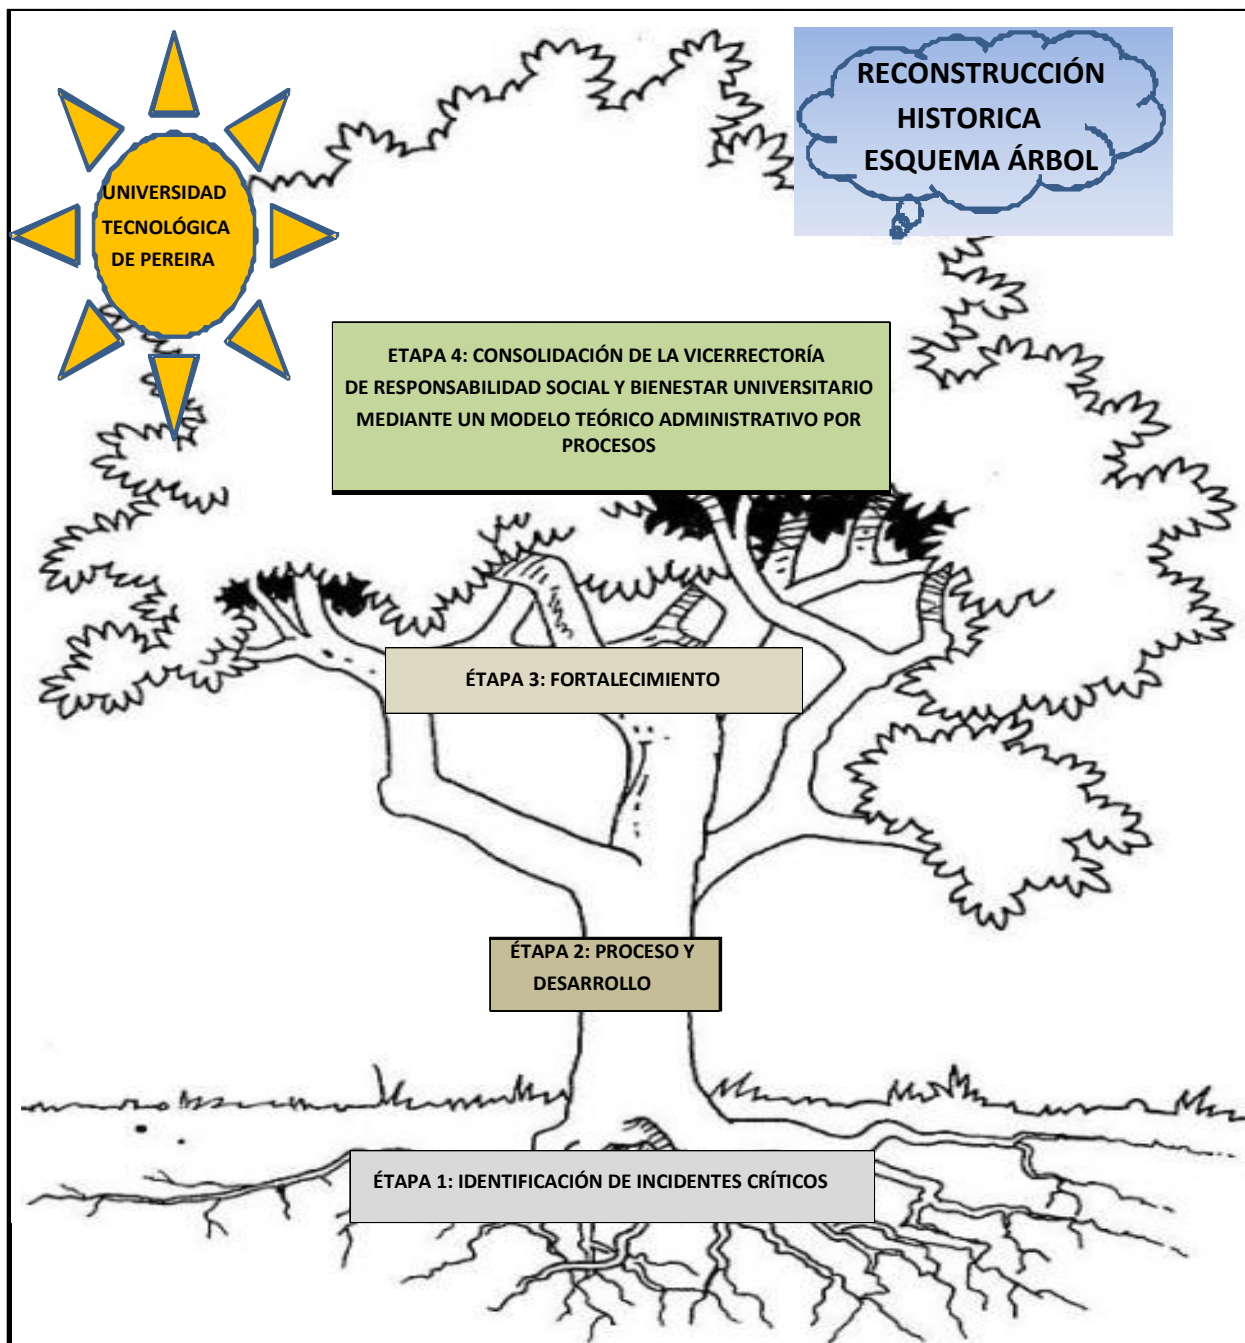 UNIVERSIDAD
TECNOLÓGICA
DE PEREIRA
RECONSTRUCCIÓN
HISTORICA
ESQUEMA ÁRBOL
ETAPA 4: CONSOLIDACIÓN DE LA VICERRECTORÍA
DE RESPONSABILIDAD SOCIAL Y BIENESTAR UNIVERSITARIO
MEDIANTE UN MODELO TEÓRICO ADMINISTRATIVO POR
PROCESOS
ÉTAPA 3: FORTALECIMIENTO
ÉTAPA 2: PROCESO Y
DESARROLLO
ÉTAPA 1: IDENTIFICACIÓN DE INCIDENTES CRÍTICOS